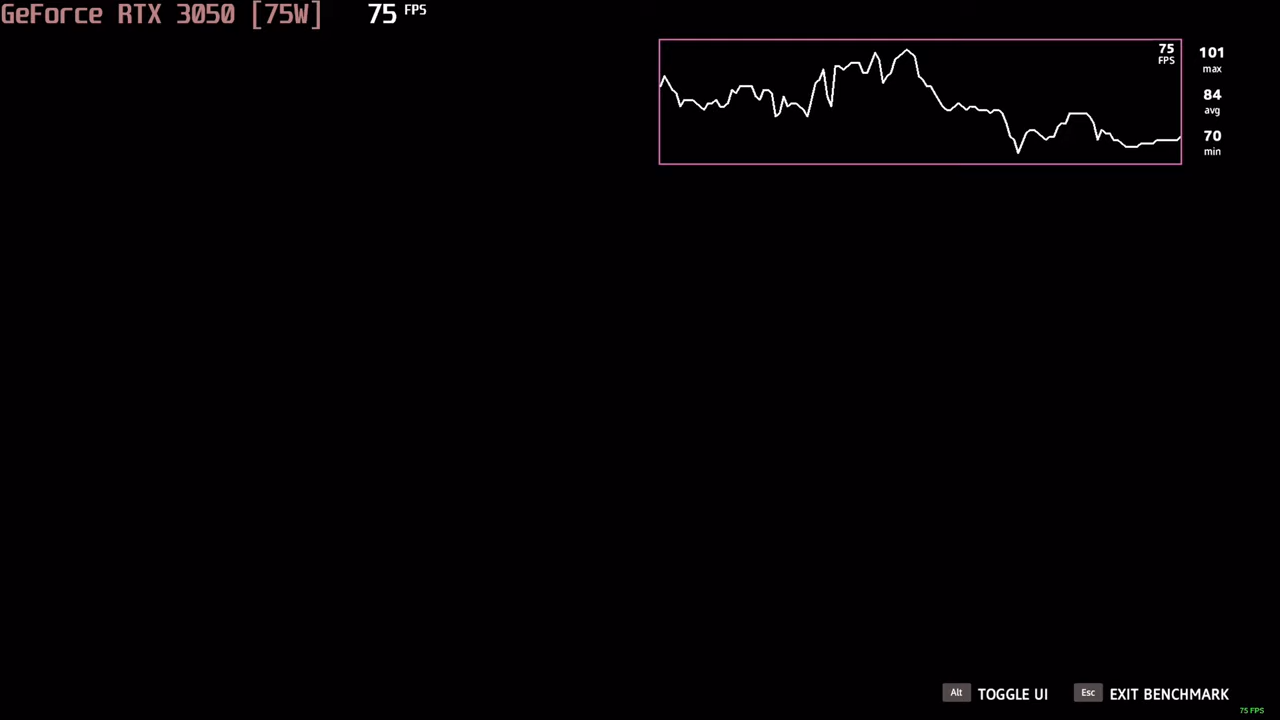 GeForce RTX 3050 [75W] 75 FPS
75
FPS
101
max
84
avg
70
min
Alt TOGGLE UI Esc EXIT BENCHMARK
75 FPS